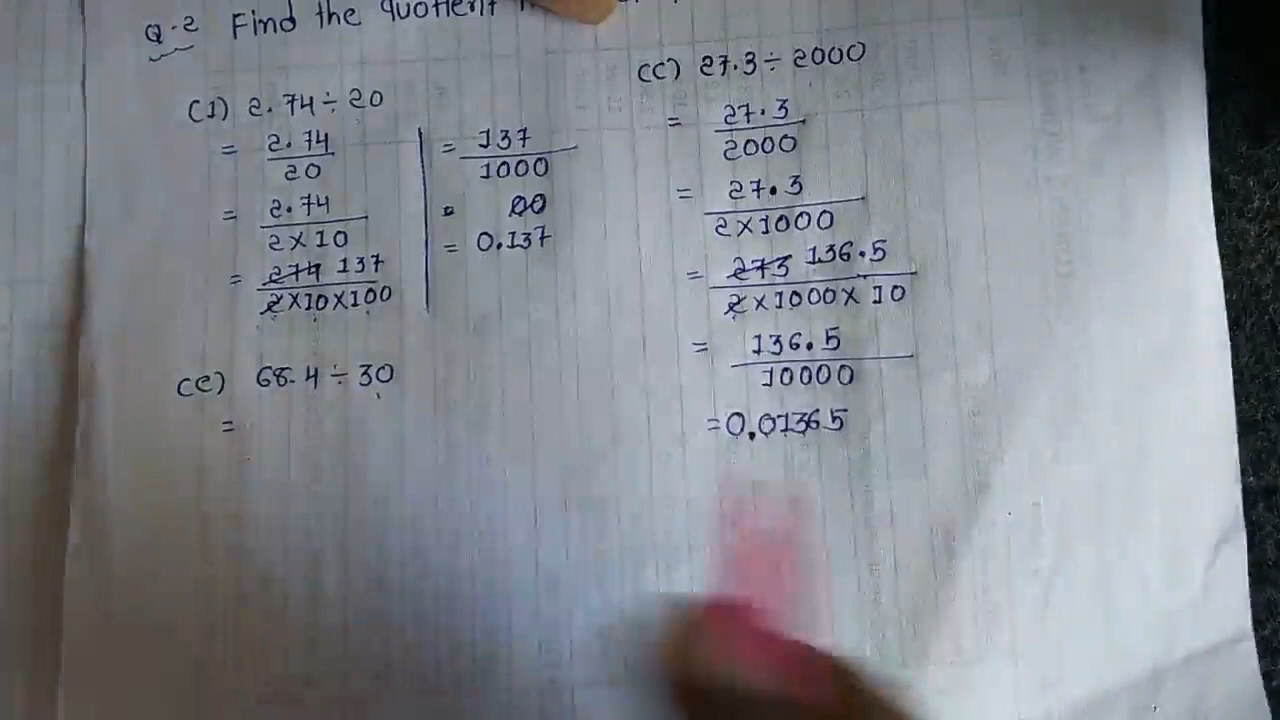 Q-2 Find the quotient
(1) 2.74 ÷ 20
= 2.74 / 20
= 2.74 / 2×10
= 274 137 / 2×10×100
= 137 / 1000
= 00
= 0.137
(c) 27.3 ÷ 2000
= 27.3 / 2000
= 27.3 / 2×1000
= 273 136.5 / 2×1000×10
= 136.5 / 10000
= 0.01365
(e) 68.4 ÷ 30
=